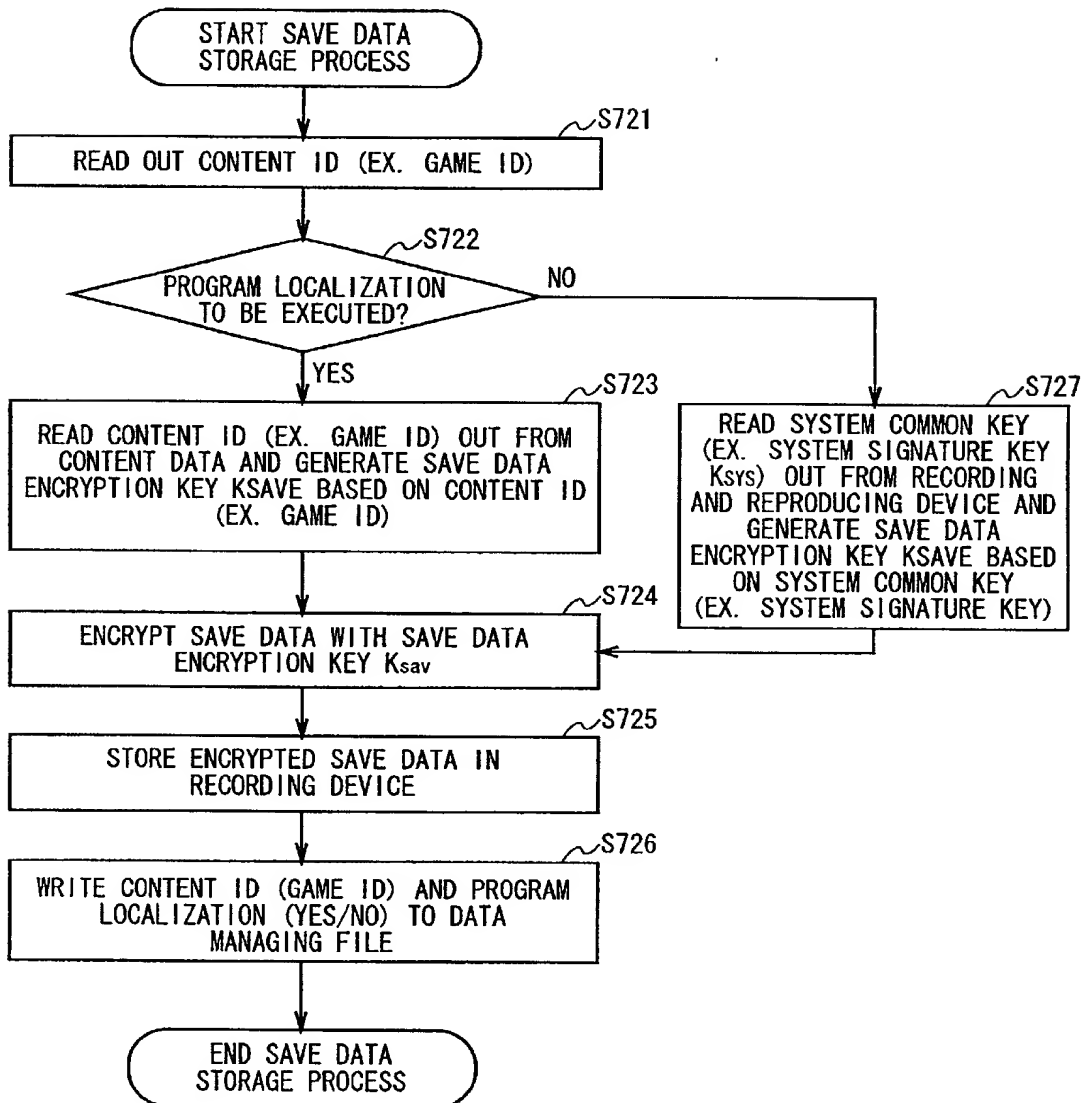 START SAVE DATA
STORAGE PROCESS
S721
READ OUT CONTENT ID (EX. GAME ID)
S722
PROGRAM LOCALIZATION
TO BE EXECUTED?
NO
YES
S723
READ CONTENT ID (EX. GAME ID) OUT FROM
CONTENT DATA AND GENERATE SAVE DATA
ENCRYPTION KEY KSAVE BASED ON CONTENT ID
(EX. GAME ID)
S727
READ SYSTEM COMMON KEY
(EX. SYSTEM SIGNATURE KEY
Ksys) OUT FROM RECORDING
AND REPRODUCING DEVICE AND
GENERATE SAVE DATA
ENCRYPTION KEY KSAVE BASED
ON SYSTEM COMMON KEY
(EX. SYSTEM SIGNATURE KEY)
S724
ENCRYPT SAVE DATA WITH SAVE DATA
ENCRYPTION KEY Ksav
S725
STORE ENCRYPTED SAVE DATA IN
RECORDING DEVICE
S726
WRITE CONTENT ID (GAME ID) AND PROGRAM
LOCALIZATION (YES/NO) TO DATA
MANAGING FILE
END SAVE DATA
STORAGE PROCESS